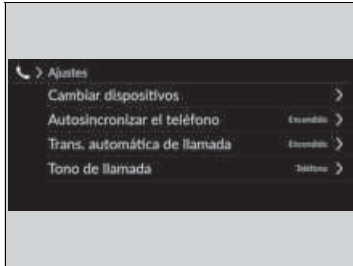 Ajustes
Cambiar dispositivos
Autosincronizar el teléfono Encendido
Trans. automática de llamada Encendido
Tono de llamada Teléfono